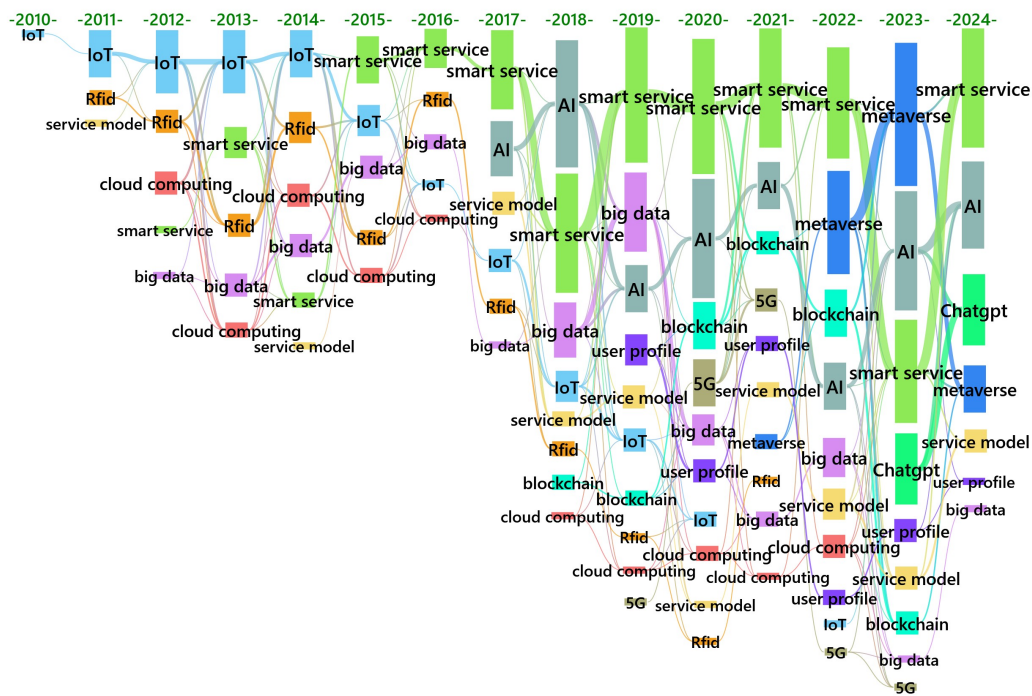 -2010- -2011- -2012- -2013- -2014- -2015- -2016- -2017- -2018- -2019- -2020- -2021- -2022- -2023- -2024-
IoT
IoT
Rfid
service model
IoT
Rfid
cloud computing
smart service
big data
IoT
smart service
Rfid
big data
cloud computing
IoT
Rfid
cloud computing
big data
smart service
service model
smart service
IoT
big data
Rfid
cloud computing
smart service
Rfid
big data
IoT
cloud computing
smart service
AI
service model
IoT
Rfid
big data
AI
smart service
big data
IoT
service model
Rfid
blockchain
cloud computing
smart service
big data
AI
user profile
service model
IoT
blockchain
Rfid
cloud computing
5G
smart service
AI
blockchain
5G
big data
user profile
IoT
cloud computing
service model
Rfid
smart service
AI
blockchain
5G
user profile
service model
metaverse
Rfid
big data
cloud computing
smart service
metaverse
blockchain
AI
big data
service model
cloud computing
user profile
IoT
5G
metaverse
AI
smart service
Chatgpt
user profile
service model
blockchain
big data
5G
smart service
AI
Chatgpt
metaverse
service model
user profile
big data